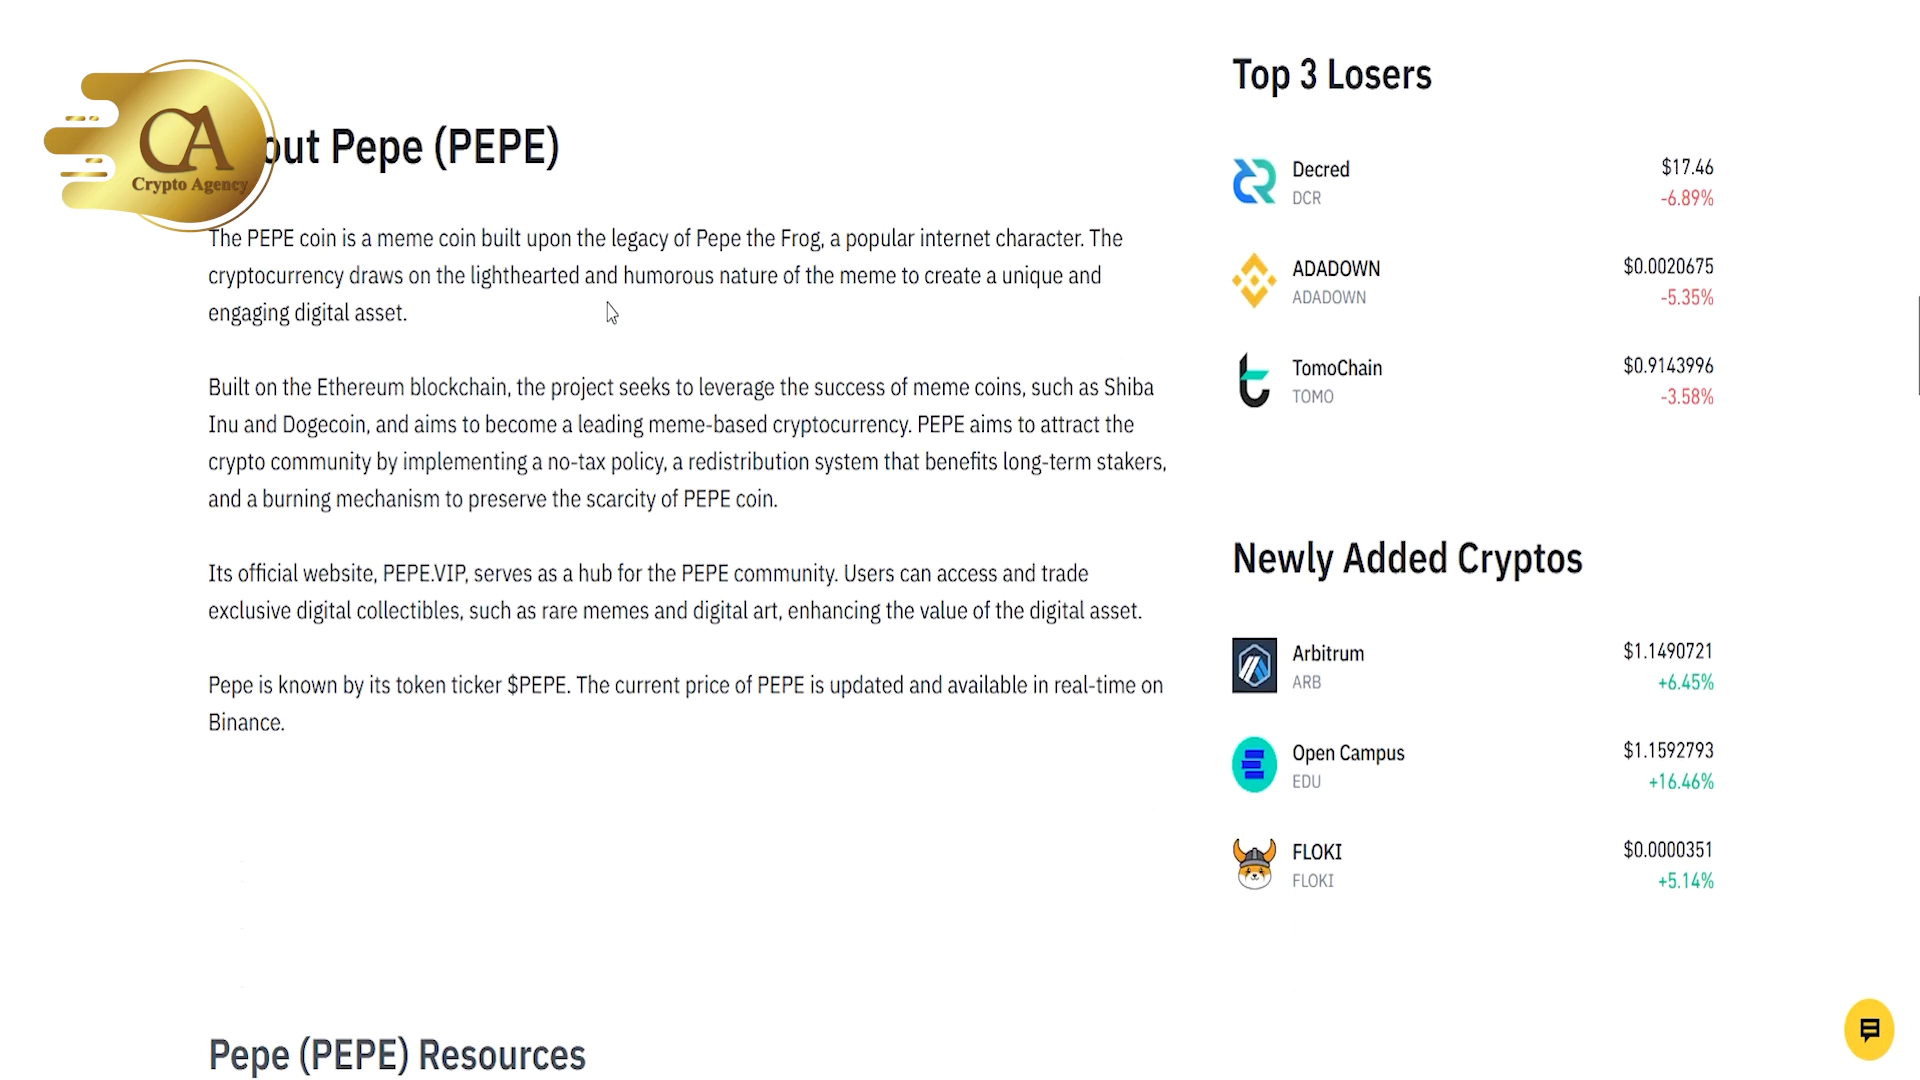 CA
Crypto Agency
out Pepe (PEPE)
The PEPE coin is a meme coin built upon the legacy of Pepe the Frog, a popular internet character. The
cryptocurrency draws on the lighthearted and humorous nature of the meme to create a unique and
engaging digital asset.
Built on the Ethereum blockchain, the project seeks to leverage the success of meme coins, such as Shiba
Inu and Dogecoin, and aims to become a leading meme-based cryptocurrency. PEPE aims to attract the
crypto community by implementing a no-tax policy, a redistribution system that benefits long-term stakers,
and a burning mechanism to preserve the scarcity of PEPE coin.
Its official website, PEPE.VIP, serves as a hub for the PEPE community. Users can access and trade
exclusive digital collectibles, such as rare memes and digital art, enhancing the value of the digital asset.
Pepe is known by its token ticker $PEPE. The current price of PEPE is updated and available in real-time on
Binance.
Pepe (PEPE) Resources
Top 3 Losers
Decred $17.46
DCR -6.89%
ADADOWN $0.0020675
ADADOWN -5.35%
TomoChain $0.9143996
TOMO -3.58%
Newly Added Cryptos
Arbitrum $1.1490721
ARB +6.45%
Open Campus $1.1592793
EDU +16.46%
FLOKI $0.0000351
FLOKI +5.14%